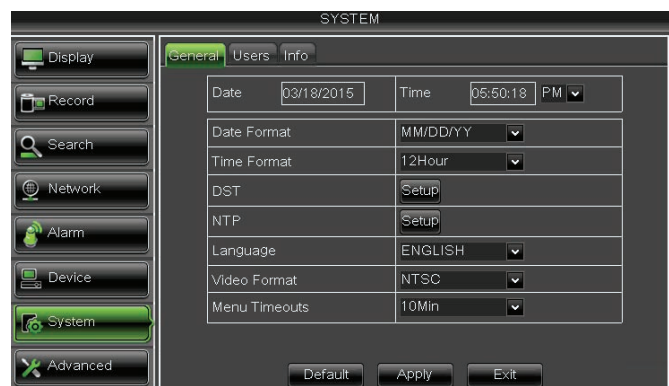 SYSTEM
Display
Record
Search
Network
Alarm
Device
System
Advanced
General Users Info
Date 03/18/2015 Time 05:50:18 PM
Date Format MM/DD/YY
Time Format 12Hour
DST Setup
NTP Setup
Language ENGLISH
Video Format NTSC
Menu Timeouts 10Min
Default Apply Exit